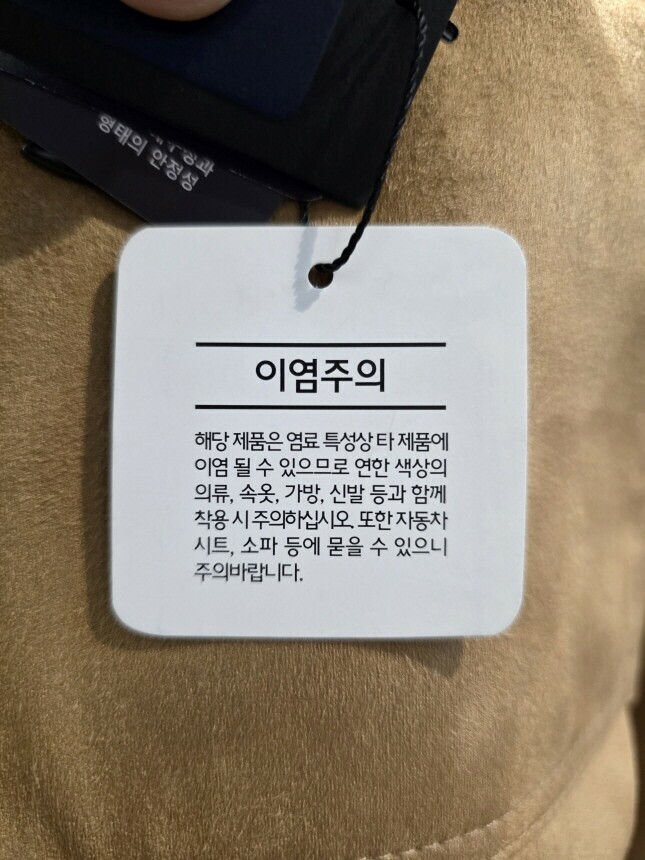 형태의 안정성
이염주의
해당 제품은 염료 특성상 타 제품에
이염 될 수 있으므로 연한 색상의
의류, 속옷, 가방, 신발 등과 함께
착용 시 주의하십시오. 또한 자동차
시트, 소파 등에 묻을 수 있으니
주의바랍니다.